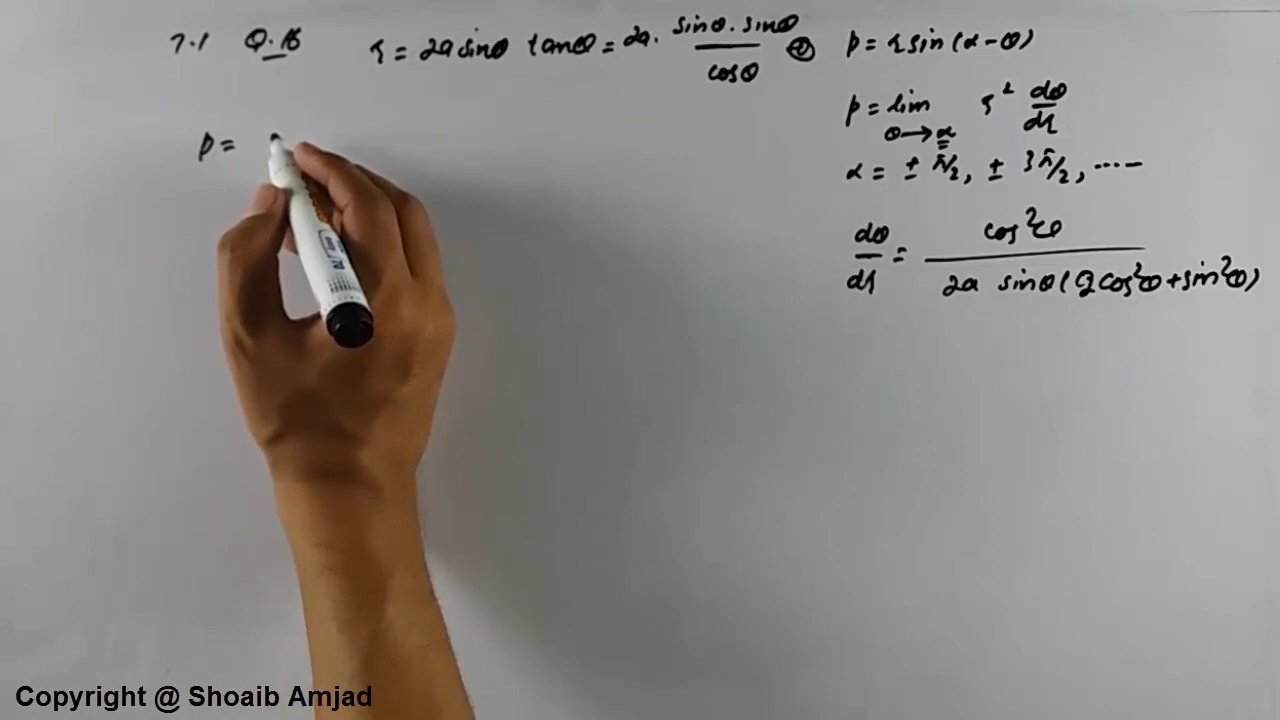 7.1 Q.16 r = 2a sinθ tanθ = 2a. sinθ.sinθ / cosθ ②
p =
p = r sin(α - θ)
p = lim θ→α r² dθ/dr
α = ± π/2, ± 3π/2, .....
dθ/dr = cos²θ / 2a sinθ(2cos²θ + sin²θ)
Copyright @ Shoaib Amjad